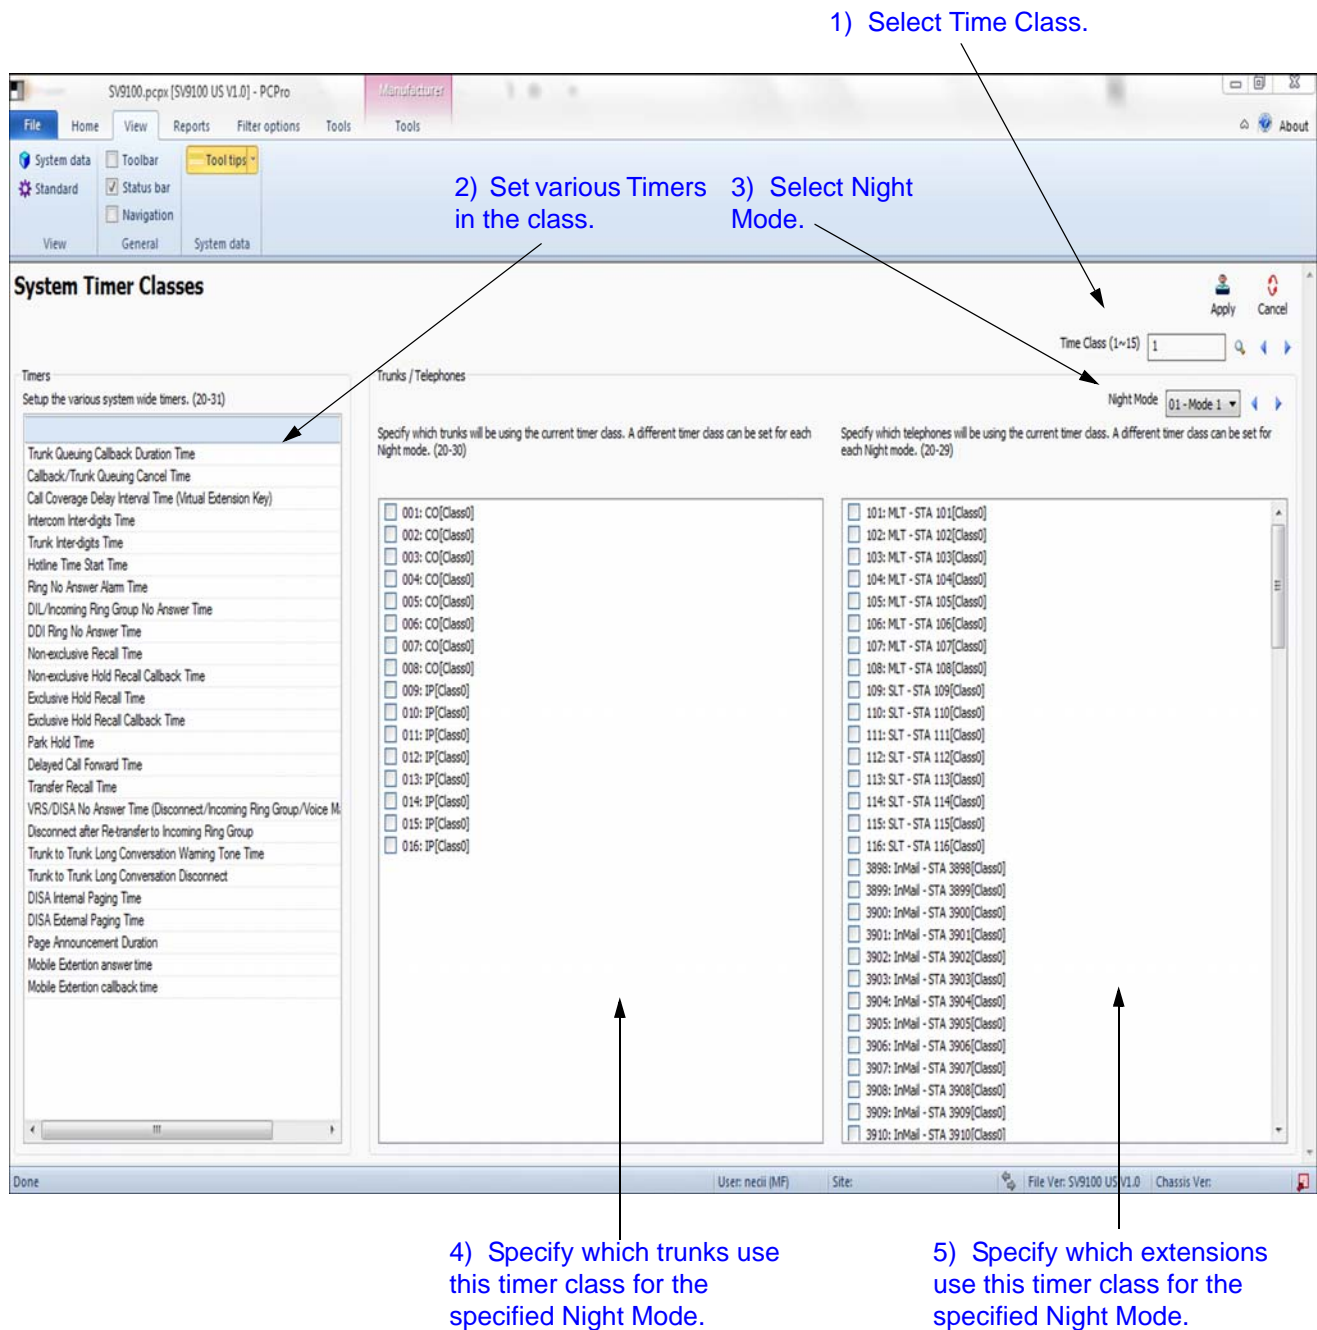 1) Select Time Class.
SV9100.pcpx [SV9100 US V1.0] - PCPro
Manufacturer
File Home View Reports Filter options Tools Tools About
System data Toolbar Tool tips
Standard Status bar
Navigation
View General System data
2) Set various Timers
in the class.
3) Select Night
Mode.
System Timer Classes
Apply Cancel
Time Class (1~15) 1
Timers
Setup the various system wide timers. (20-31)
Trunk Queuing Callback Duration Time
Callback/Trunk Queuing Cancel Time
Call Coverage Delay Interval Time (Virtual Extension Key)
Intercom Inter-digits Time
Trunk Inter-digits Time
Hotline Time Start Time
Ring No Answer Alarm Time
DIL/Incoming Ring Group No Answer Time
DDI Ring No Answer Time
Non-exclusive Recall Time
Non-exclusive Hold Recall Callback Time
Exclusive Hold Recall Time
Exclusive Hold Recall Callback Time
Park Hold Time
Delayed Call Forward Time
Transfer Recall Time
VRS/DISA No Answer Time (Disconnect/Incoming Ring Group/Voice M
Disconnect after Re-transfer to Incoming Ring Group
Trunk to Trunk Long Conversation Warning Tone Time
Trunk to Trunk Long Conversation Disconnect
DISA Internal Paging Time
DISA External Paging Time
Page Announcement Duration
Mobile Extention answer time
Mobile Extention callback time
Trunks / Telephones
Night Mode 01 - Mode 1
Specify which trunks will be using the current timer class. A different timer class can be set for each
Night mode. (20-30)
001: CO[Class0]
002: CO[Class0]
003: CO[Class0]
004: CO[Class0]
005: CO[Class0]
006: CO[Class0]
007: CO[Class0]
008: CO[Class0]
009: IP[Class0]
010: IP[Class0]
011: IP[Class0]
012: IP[Class0]
013: IP[Class0]
014: IP[Class0]
015: IP[Class0]
016: IP[Class0]
Specify which telephones will be using the current timer class. A different timer class can be set for
each Night mode. (20-29)
101: MLT - STA 101[Class0]
102: MLT - STA 102[Class0]
103: MLT - STA 103[Class0]
104: MLT - STA 104[Class0]
105: MLT - STA 105[Class0]
106: MLT - STA 106[Class0]
107: MLT - STA 107[Class0]
108: MLT - STA 108[Class0]
109: SLT - STA 109[Class0]
110: SLT - STA 110[Class0]
111: SLT - STA 111[Class0]
112: SLT - STA 112[Class0]
113: SLT - STA 113[Class0]
114: SLT - STA 114[Class0]
115: SLT - STA 115[Class0]
116: SLT - STA 116[Class0]
3898: InMail - STA 3898[Class0]
3899: InMail - STA 3899[Class0]
3900: InMail - STA 3900[Class0]
3901: InMail - STA 3901[Class0]
3902: InMail - STA 3902[Class0]
3903: InMail - STA 3903[Class0]
3904: InMail - STA 3904[Class0]
3905: InMail - STA 3905[Class0]
3906: InMail - STA 3906[Class0]
3907: InMail - STA 3907[Class0]
3908: InMail - STA 3908[Class0]
3909: InMail - STA 3909[Class0]
3910: InMail - STA 3910[Class0]
Done User: necii (MF) Site: File Ver: SV9100 US V1.0 Chassis Ver:
4) Specify which trunks use
this timer class for the
specified Night Mode.
5) Specify which extensions
use this timer class for the
specified Night Mode.